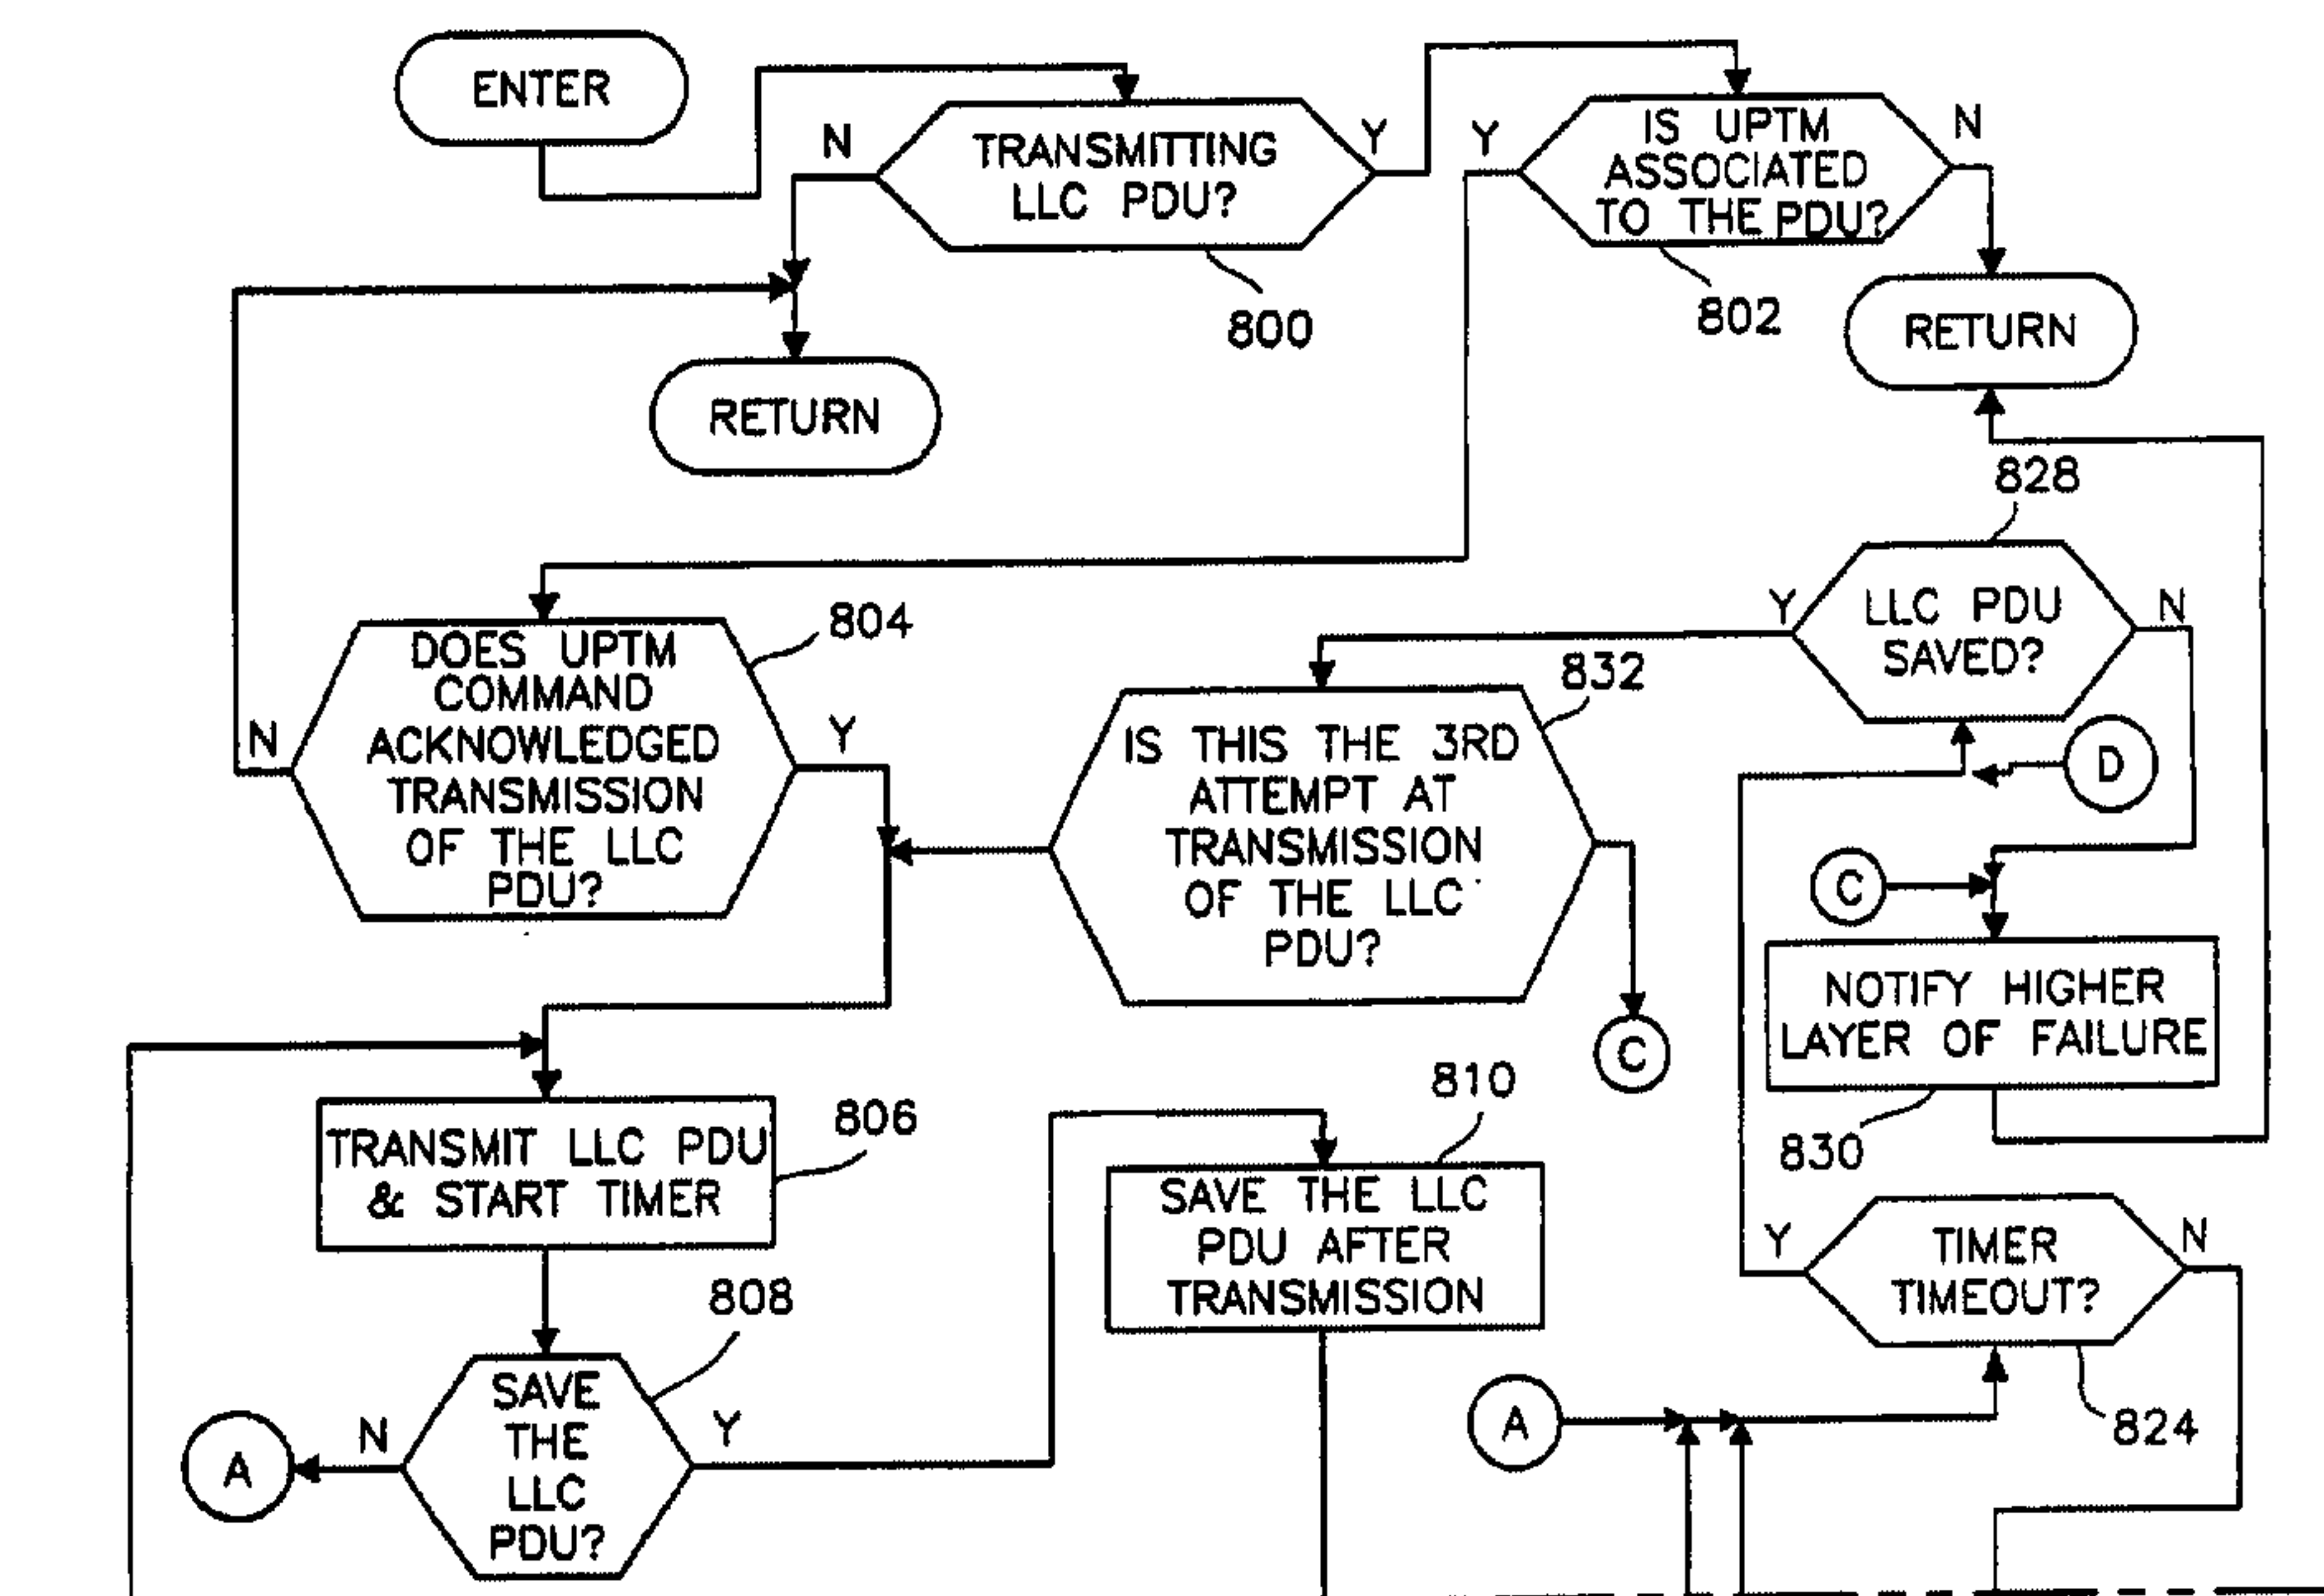 ENTER
N
TRANSMITTING
LLC PDU?
Y
800
Y
IS UPTM
ASSOCIATED
TO THE PDU?
N
802
RETURN
RETURN
828
LLC PDU
SAVED?
Y
N
D
804
DOES UPTM
COMMAND
ACKNOWLEDGED
TRANSMISSION
OF THE LLC
PDU?
N
Y
832
IS THIS THE 3RD
ATTEMPT AT
TRANSMISSION
OF THE LLC
PDU?
C
C
NOTIFY HIGHER
LAYER OF FAILURE
830
TRANSMIT LLC PDU
& START TIMER
806
810
SAVE THE LLC
PDU AFTER
TRANSMISSION
Y
TIMER
TIMEOUT?
N
824
808
SAVE
THE
LLC
PDU?
N
Y
A
A